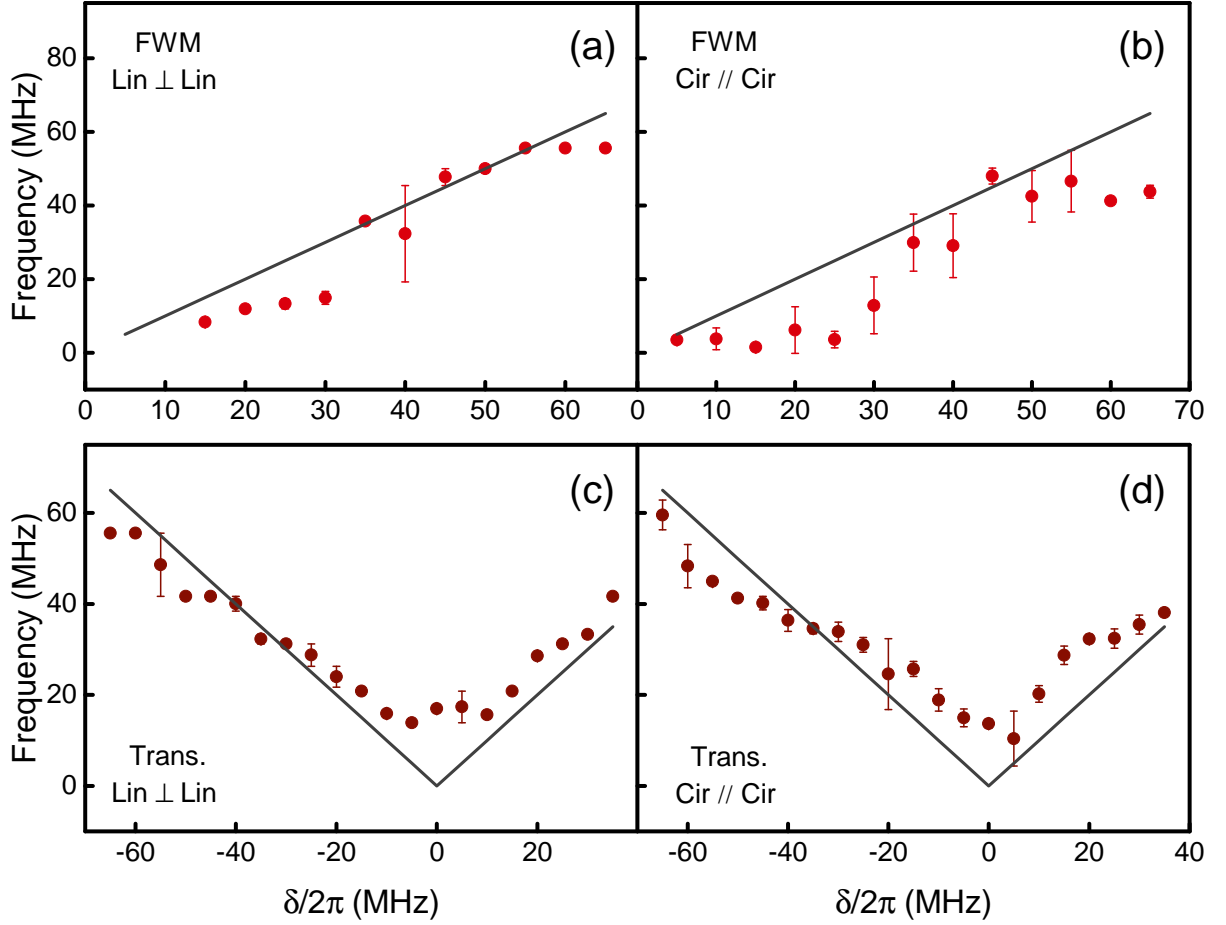 FWM
Lin ⊥ Lin
(a)
FWM
Cir // Cir
(b)
Frequency (MHz)
80
60
40
20
0
0 10 20 30 40 50 60 10 20 30 40 50 60 70
(c)
(d)
Frequency (MHz)
60
40
20
0
Trans.
Lin ⊥ Lin
Trans.
Cir // Cir
-60 -40 -20 0 20 -60 -40 -20 0 20 40
δ/2π (MHz) δ/2π (MHz)